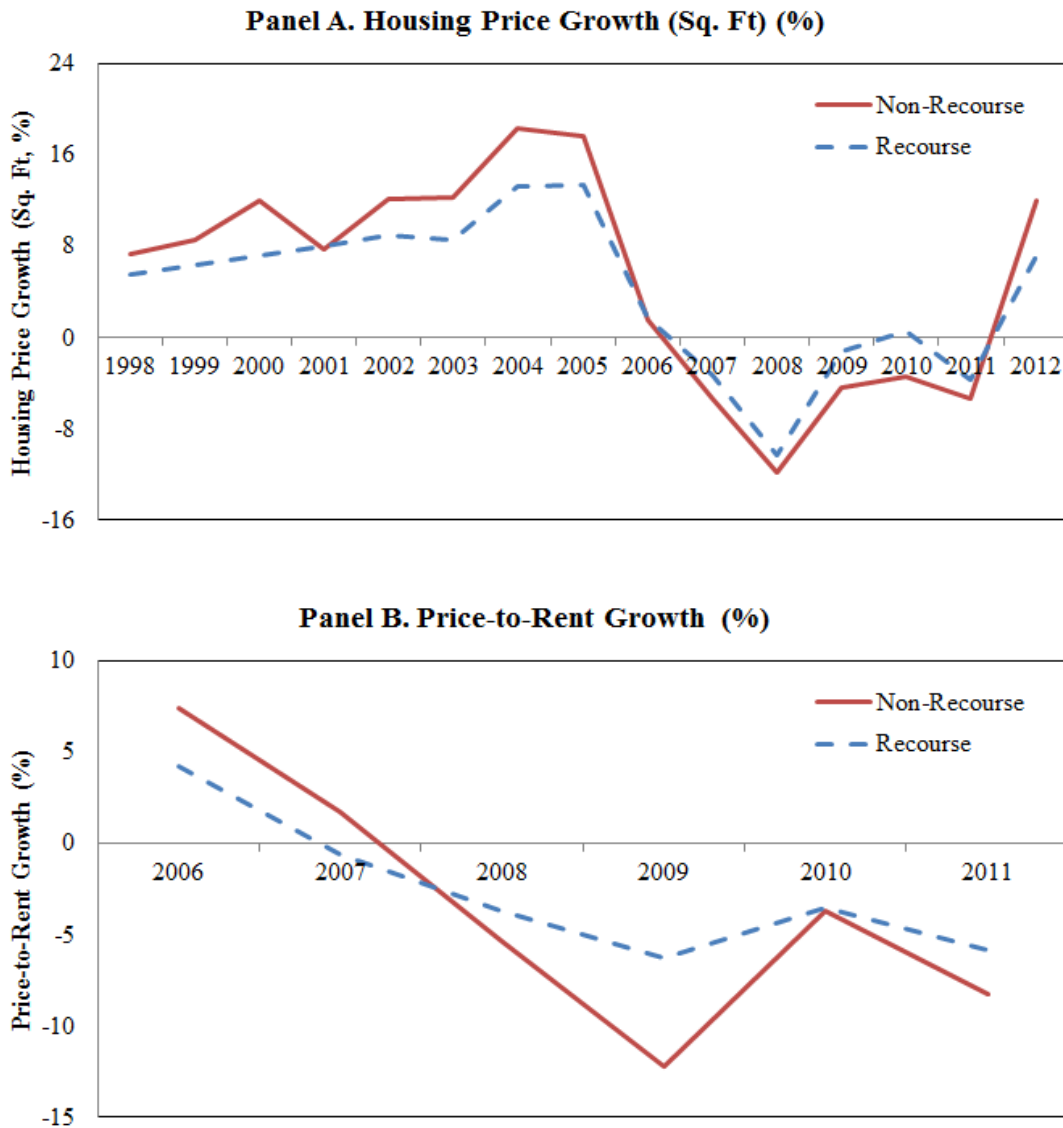 Panel A. Housing Price Growth (Sq. Ft) (%)
Housing Price Growth (Sq. Ft, %)
24
16
8
0
-8
-16
Non-Recourse
Recourse
1998 1999 2000 2001 2002 2003 2004 2005 2006 2007 2008 2009 2010 2011 2012
Panel B. Price-to-Rent Growth (%)
Price-to-Rent Growth (%)
10
5
0
-5
-10
-15
Non-Recourse
Recourse
2006 2007 2008 2009 2010 2011